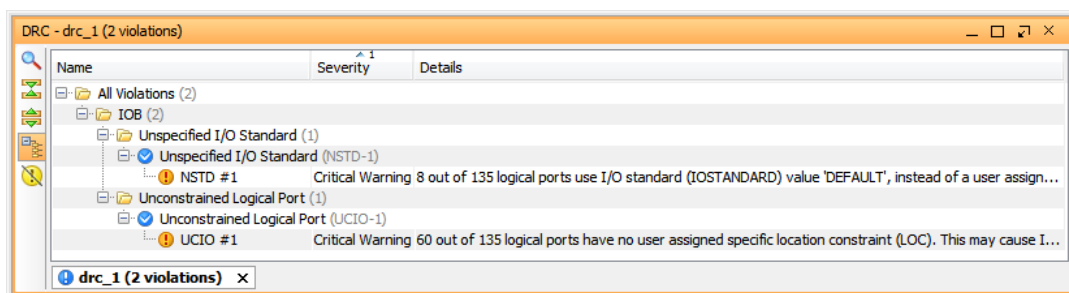 DRC - drc_1 (2 violations)
1
Name Severity Details
All Violations (2)
IOB (2)
Unspecified I/O Standard (1)
Unspecified I/O Standard (NSTD-1)
NSTD #1 Critical Warning 8 out of 135 logical ports use I/O standard (IOSTANDARD) value 'DEFAULT', instead of a user assign...
Unconstrained Logical Port (1)
Unconstrained Logical Port (UCIO-1)
UCIO #1 Critical Warning 60 out of 135 logical ports have no user assigned specific location constraint (LOC). This may cause I...
drc_1 (2 violations) x